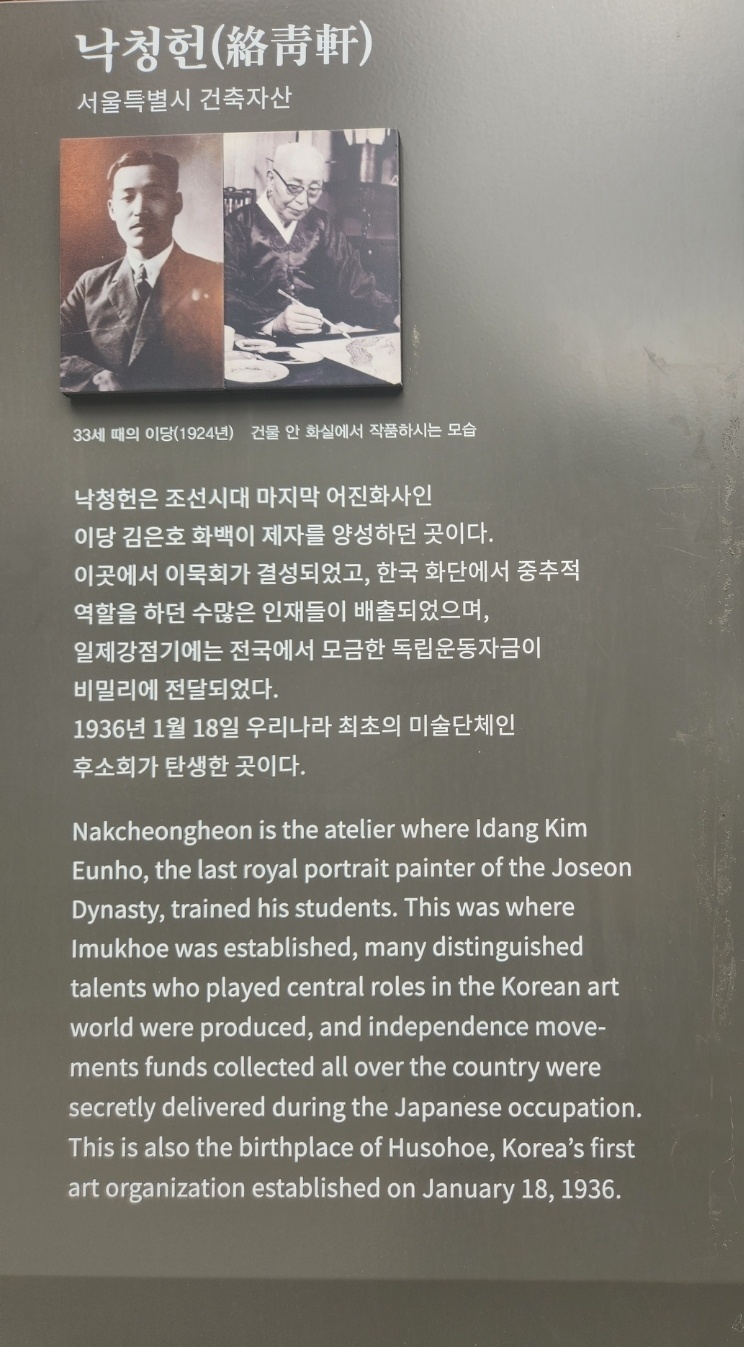 낙청헌(絡靑軒)
서울특별시 건축자산
33세 때의 이당(1924년) 건물 안 화실에서 작품하시는 모습
낙청헌은 조선시대 마지막 어진화사인
이당 김은호 화백이 제자를 양성하던 곳이다.
이곳에서 이묵회가 결성되었고, 한국 화단에서 중추적
역할을 하던 수많은 인재들이 배출되었으며,
일제강점기에는 전국에서 모금한 독립운동자금이
비밀리에 전달되었다.
1936년 1월 18일 우리나라 최초의 미술단체인
후소회가 탄생한 곳이다.
Nakcheongheon is the atelier where Idang Kim
Eunho, the last royal portrait painter of the Joseon
Dynasty, trained his students. This was where
Imukhoe was established, many distinguished
talents who played central roles in the Korean art
world were produced, and independence move-
ments funds collected all over the country were
secretly delivered during the Japanese occupation.
This is also the birthplace of Husohoe, Korea’s first
art organization established on January 18, 1936.